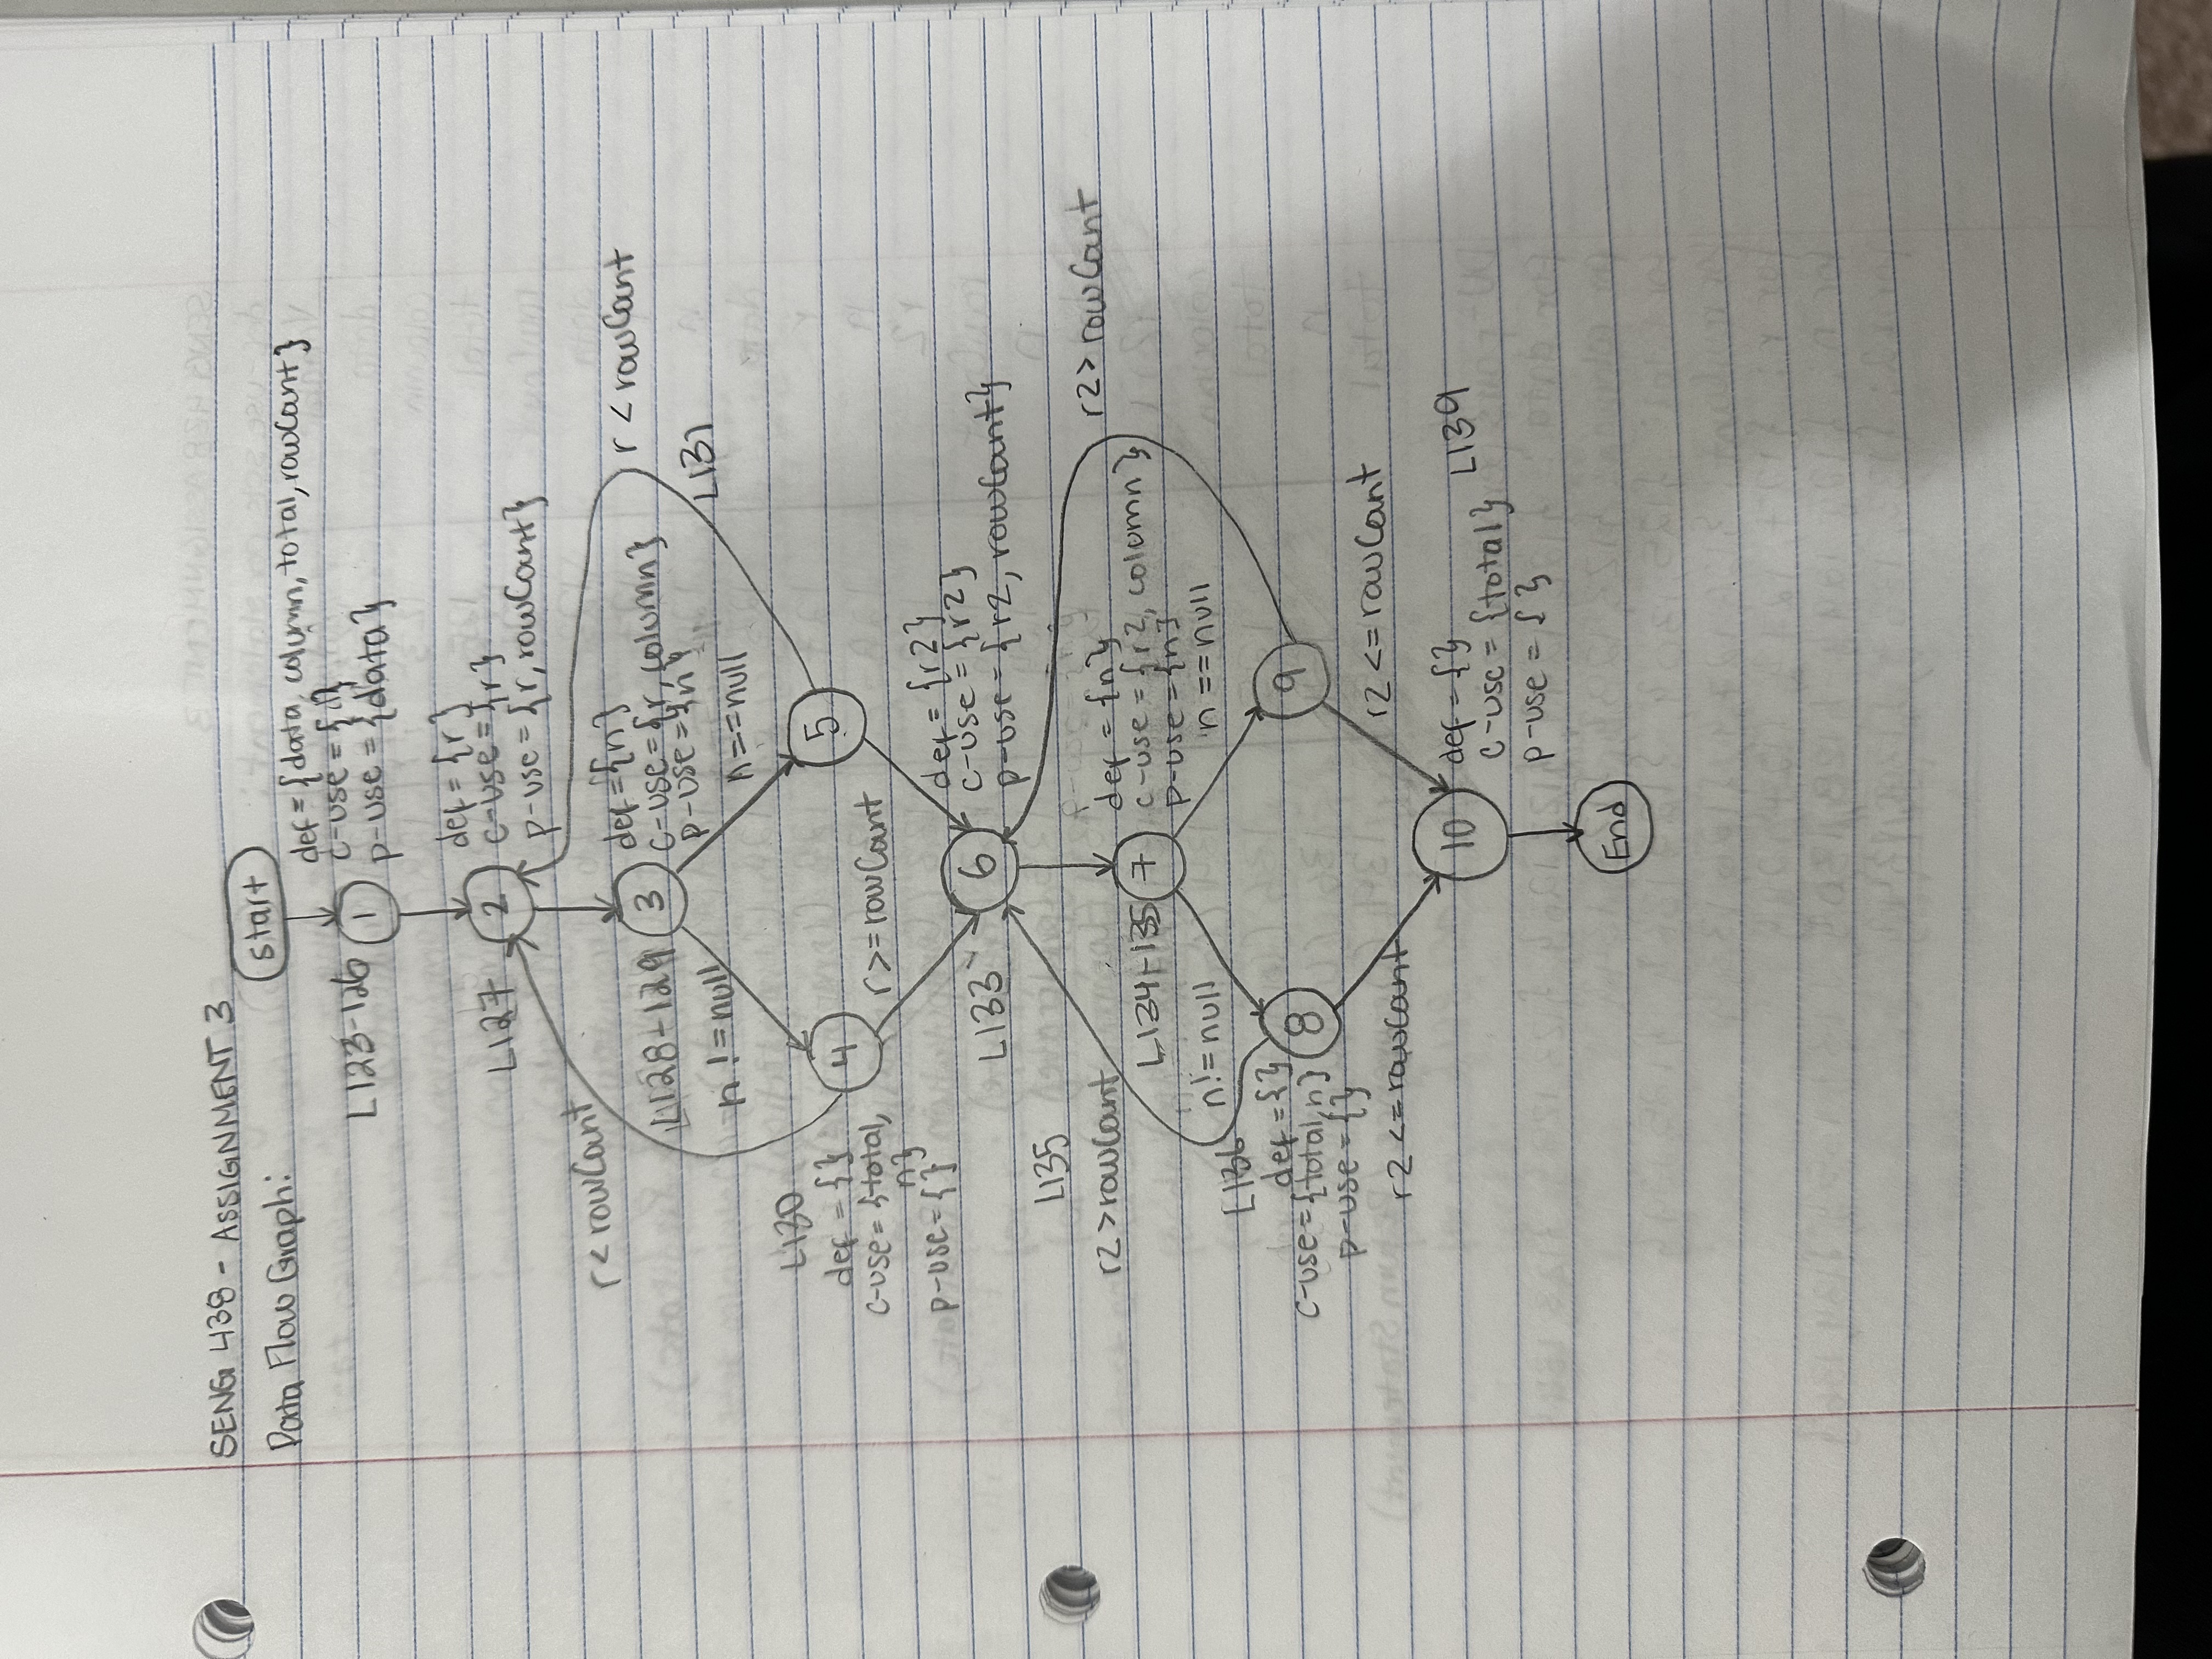 SENG 438 - ASSIGNMENT 3
Data Flow Graph:
start
def = {data, column, total, rowCount}
c-use = {}
p-use = {data}
L123-126
1
def = {r}
c-use = {r}
p-use = {r, rowCount}
L127
2
r < rowCount
def = {n}
c-use = {r, column}
p-use = {n}
L128-129
3
r < rowCount
n != null
n == null
L131
L130
def = {}
c-use = {total,
n}
p-use = {}
4
5
r >= rowCount
def = {r2}
c-use = {r2}
p-use = {r2, rowCount}
L133
6
L135
r2 > rowCount
r2 > rowCount
def = {n}
c-use = {r2, column}
p-use = {n}
L134-135
7
n != null
n == null
L136
def = {}
c-use = {total, n}
p-use = {}
8
9
r2 <= rowCount
r2 <= rowCount
10
def = {}
c-use = {total}
p-use = { }
L139
End